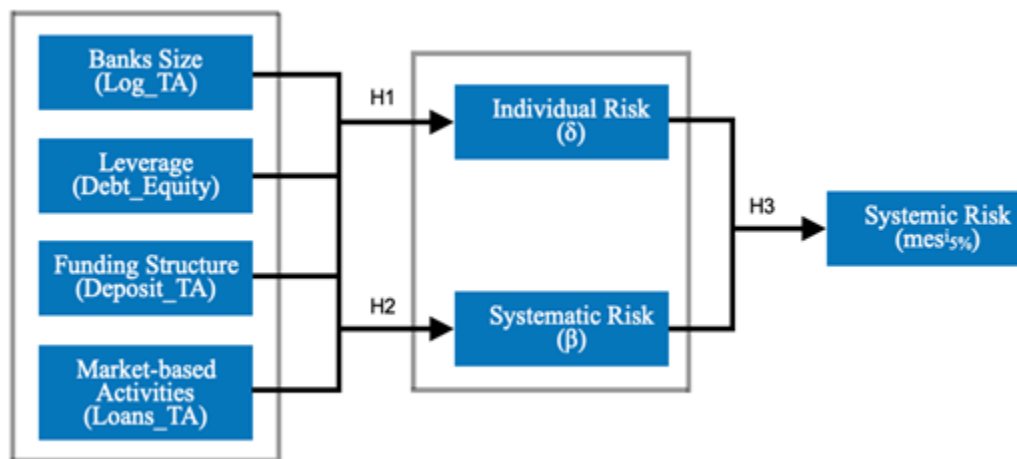 Banks Size
(Log_TA)
Leverage
(Debt_Equity)
Funding Structure
(Deposit_TA)
Market-based
Activities
(Loans_TA)
H1
H2
Individual Risk
(δ)
Systematic Risk
(β)
H3
Systemic Risk
(mesⁱ₅%)